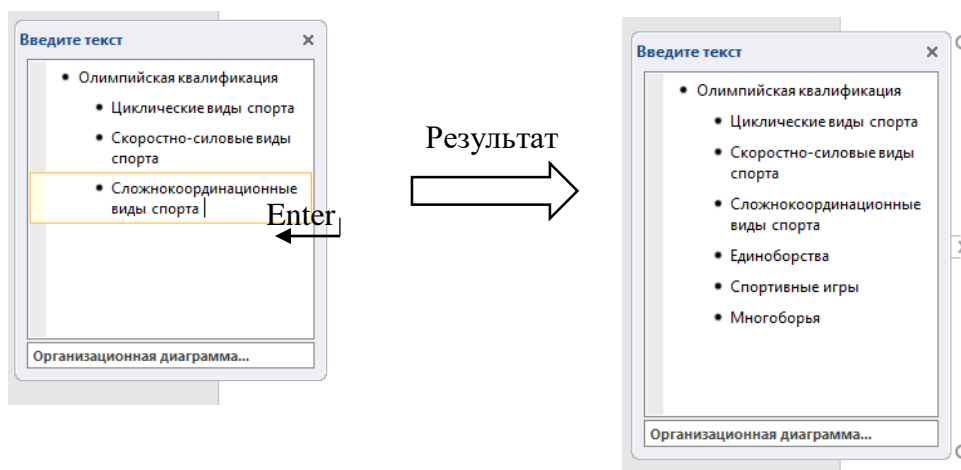 Введите текст
Олимпийская квалификация
Циклические виды спорта
Скоростно-силовые виды
спорта
Сложнокоординационные
виды спорта
Enter
Организационная диаграмма...
Результат
Введите текст
Олимпийская квалификация
Циклические виды спорта
Скоростно-силовые виды
спорта
Сложнокоординационные
виды спорта
Единоборства
Спортивные игры
Многоборья
Организационная диаграмма...